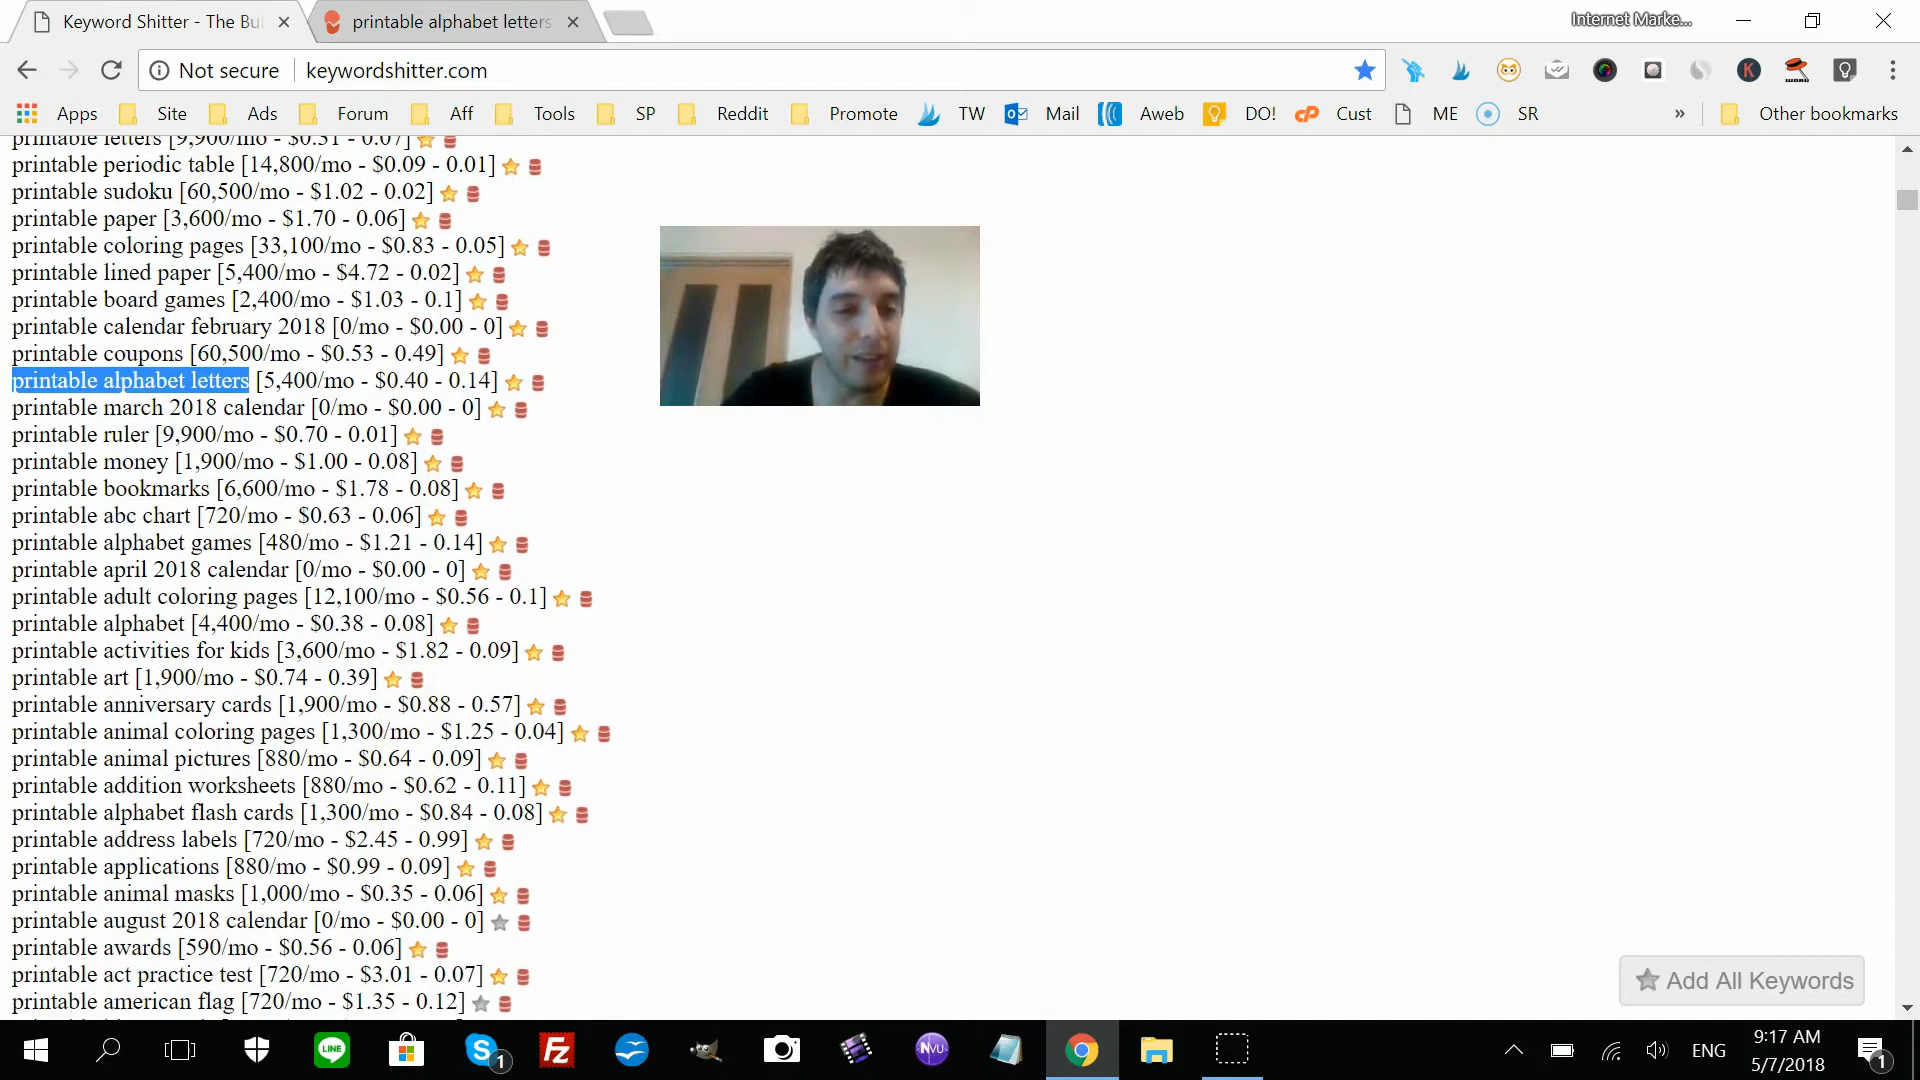 Keyword Shitter - The Bu
printable alphabet letters
Internet Marke...
Not secure
keywordshitter.com
Apps
Site
Ads
Forum
Aff
Tools
SP
Reddit
Promote
TW
Mail
Aweb
DO!
Cust
ME
SR
»
Other bookmarks
printable letters [9,900/mo - $0.51 - 0.07]
printable periodic table [14,800/mo - $0.09 - 0.01]
printable sudoku [60,500/mo - $1.02 - 0.02]
printable paper [3,600/mo - $1.70 - 0.06]
printable coloring pages [33,100/mo - $0.83 - 0.05]
printable lined paper [5,400/mo - $4.72 - 0.02]
printable board games [2,400/mo - $1.03 - 0.1]
printable calendar february 2018 [0/mo - $0.00 - 0]
printable coupons [60,500/mo - $0.53 - 0.49]
printable alphabet letters [5,400/mo - $0.40 - 0.14]
printable march 2018 calendar [0/mo - $0.00 - 0]
printable ruler [9,900/mo - $0.70 - 0.01]
printable money [1,900/mo - $1.00 - 0.08]
printable bookmarks [6,600/mo - $1.78 - 0.08]
printable abc chart [720/mo - $0.63 - 0.06]
printable alphabet games [480/mo - $1.21 - 0.14]
printable april 2018 calendar [0/mo - $0.00 - 0]
printable adult coloring pages [12,100/mo - $0.56 - 0.1]
printable alphabet [4,400/mo - $0.38 - 0.08]
printable activities for kids [3,600/mo - $1.82 - 0.09]
printable art [1,900/mo - $0.74 - 0.39]
printable anniversary cards [1,900/mo - $0.88 - 0.57]
printable animal coloring pages [1,300/mo - $1.25 - 0.04]
printable animal pictures [880/mo - $0.64 - 0.09]
printable addition worksheets [880/mo - $0.62 - 0.11]
printable alphabet flash cards [1,300/mo - $0.84 - 0.08]
printable address labels [720/mo - $2.45 - 0.99]
printable applications [880/mo - $0.99 - 0.09]
printable animal masks [1,000/mo - $0.35 - 0.06]
printable august 2018 calendar [0/mo - $0.00 - 0]
printable awards [590/mo - $0.56 - 0.06]
printable act practice test [720/mo - $3.01 - 0.07]
printable american flag [720/mo - $1.35 - 0.12]
Add All Keywords
LINE
S 1
Fz
NVU
ENG
9:17 AM
5/7/2018
1